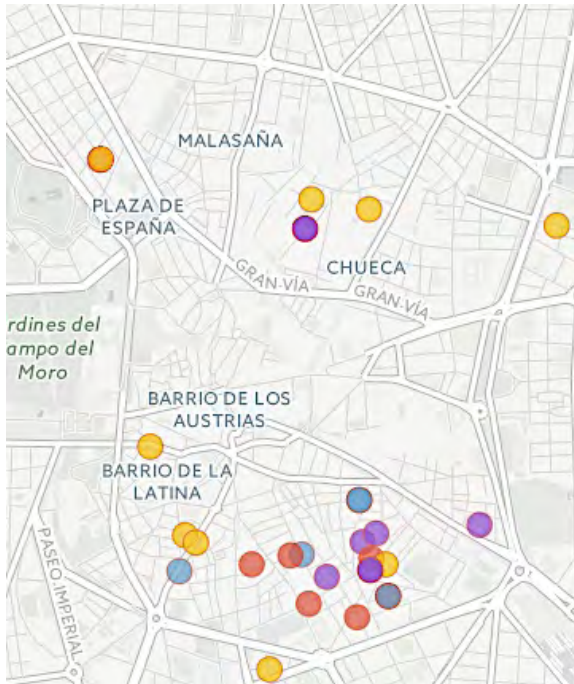 MALASAÑA
PLAZA DE
ESPAÑA
GRAN VÍA
CHUECA
GRAN VÍA
rdines del
ampo del
Moro
BARRIO DE LOS
AUSTRIAS
BARRIO DE LA
LATINA
PASEO IMPERIAL